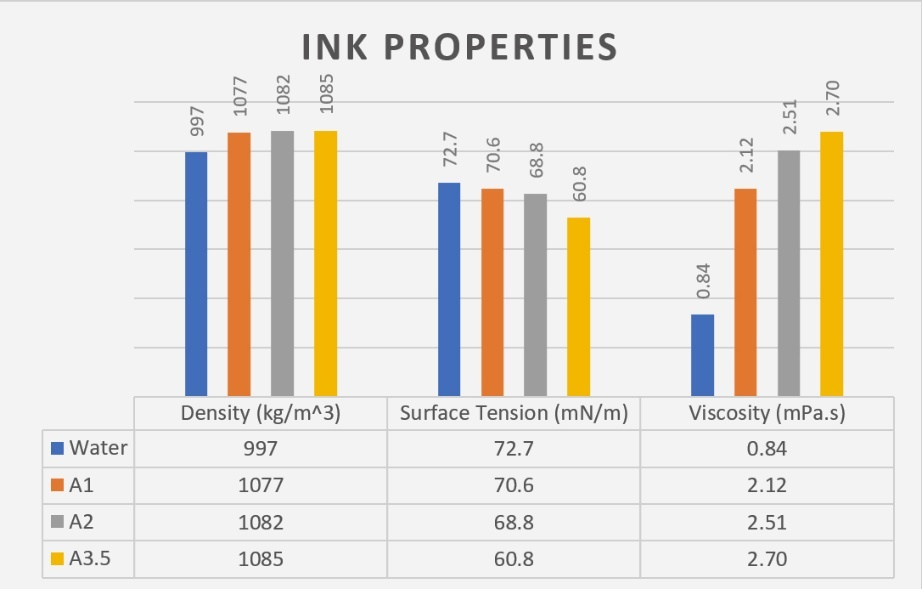 INK PROPERTIES
997
1077
1082
1085
72.7
70.6
68.8
60.8
0.84
2.12
2.51
2.70
Density (kg/m^3) Surface Tension (mN/m) Viscosity (mPa.s)
Water 997 72.7 0.84
A1 1077 70.6 2.12
A2 1082 68.8 2.51
A3.5 1085 60.8 2.70